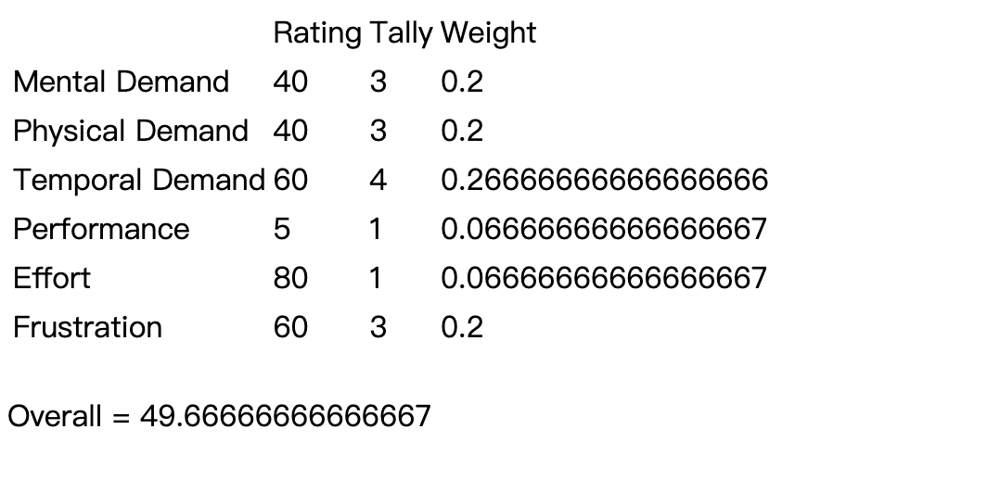 Rating Tally Weight
Mental Demand 40 3 0.2
Physical Demand 40 3 0.2
Temporal Demand 60 4 0.26666666666666666
Performance 5 1 0.06666666666666667
Effort 80 1 0.06666666666666667
Frustration 60 3 0.2
Overall = 49.66666666666667